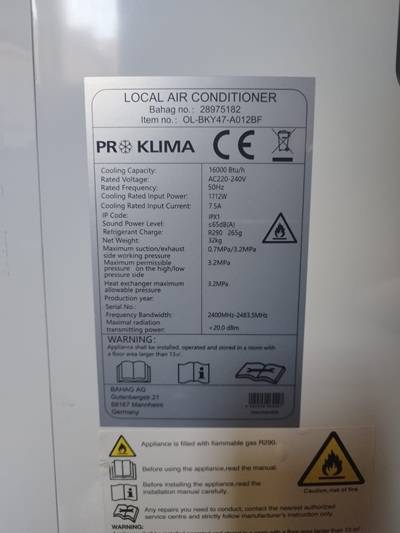 LOCAL AIR CONDITIONER
Bahag no.: 28975182
Item no.: OL-BKY47-A012BF
PROKLIMA CE
Cooling Capacity: 16000 Btu/h
Rated Voltage: AC220-240V
Rated Frequency: 50Hz
Cooling Rated Input Power: 1712W
Cooling Rated Input Current: 7.5A
IP Code: IPX1
Sound Power Level: ≤65dB(A)
Refrigerant Charge: R290 265g
Net Weight: 32kg
Maximum suction/exhaust 0.7MPa/3.2MPa
side working pressure
Maximum permissible 3.2MPa
pressure on the high/low
pressure side
Heat exchanger maximum 3.2MPa
allowable pressure
Production year:
Serial No.:
Frequency Bandwidth: 2400MHz-2483.5MHz
Maximal radiation <20.0 dBm
transmitting power:
WARNING:
Appliance shall be installed, operated and stored in a room with
a floor area larger than 13㎡.
BAHAG AG
Gutenbergstr. 21
68167 Mannheim
Germany
Appliance is filled with flammable gas R290.
Before using the appliance,read the manual.
Before installing the appliance,read the
installation manual carefully.
Caution, risk of fire
Any repairs you need to conduct, contact the nearest authorized
service centre and strictly follow manufacturer's instruction only.
WARNING: